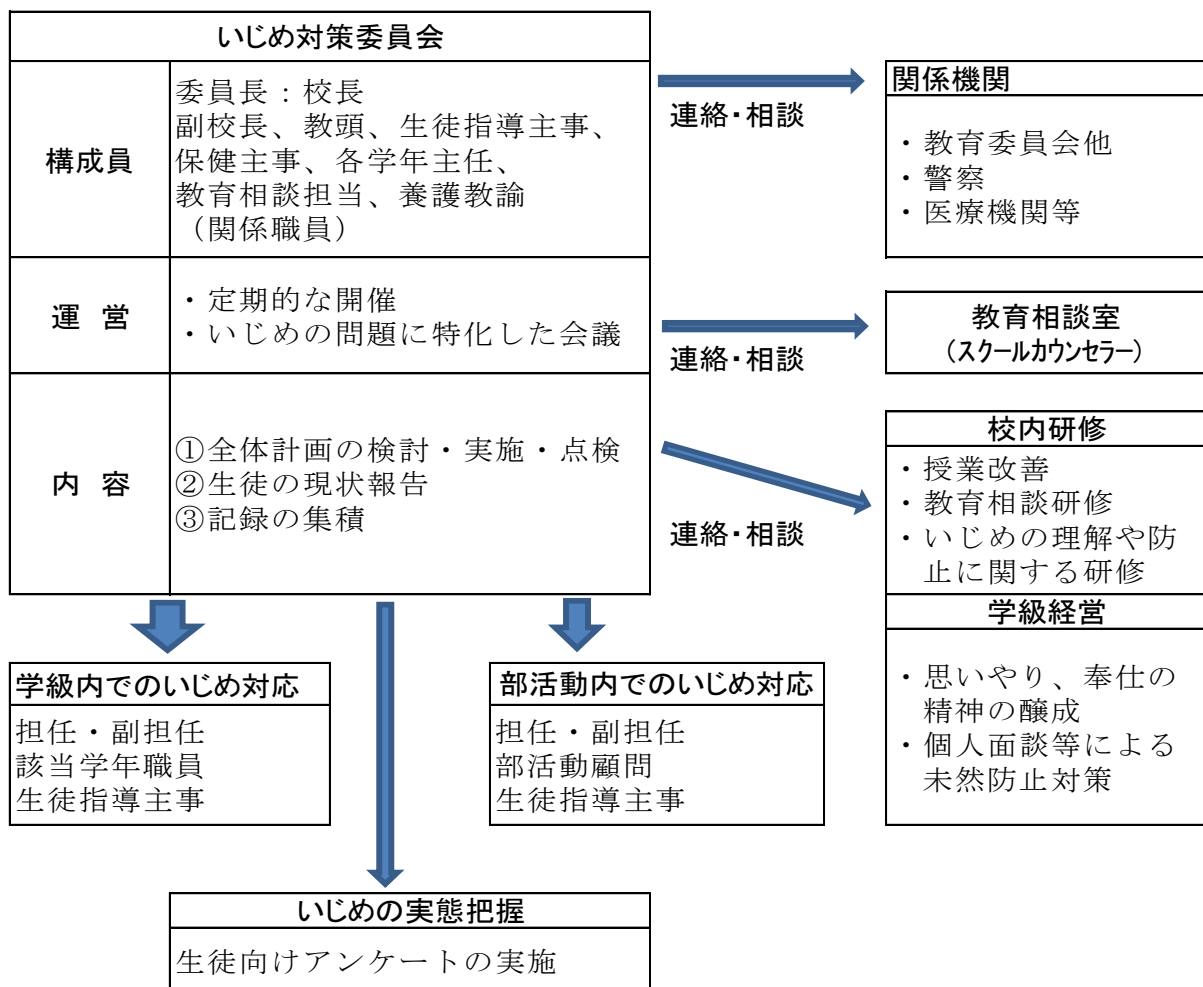 いじめ対策委員会
構成員
委員長：校長
副校長、教頭、生徒指導主事、
保健主事、各学年主任、
教育相談担当、養護教諭
（関係職員）
運 営
・定期的な開催
・いじめの問題に特化した会議
内 容
①全体計画の検討・実施・点検
②生徒の現状報告
③記録の集積
連絡・相談
関係機関
・教育委員会他
・警察
・医療機関等
連絡・相談
教育相談室
（スクールカウンセラー）
連絡・相談
校内研修
・授業改善
・教育相談研修
・いじめの理解や防
止に関する研修
学級経営
・思いやり、奉仕の
精神の醸成
・個人面談等による
未然防止対策
学級内でのいじめ対応
担任・副担任
該当学年職員
生徒指導主事
部活動内でのいじめ対応
担任・副担任
部活動顧問
生徒指導主事
いじめの実態把握
生徒向けアンケートの実施